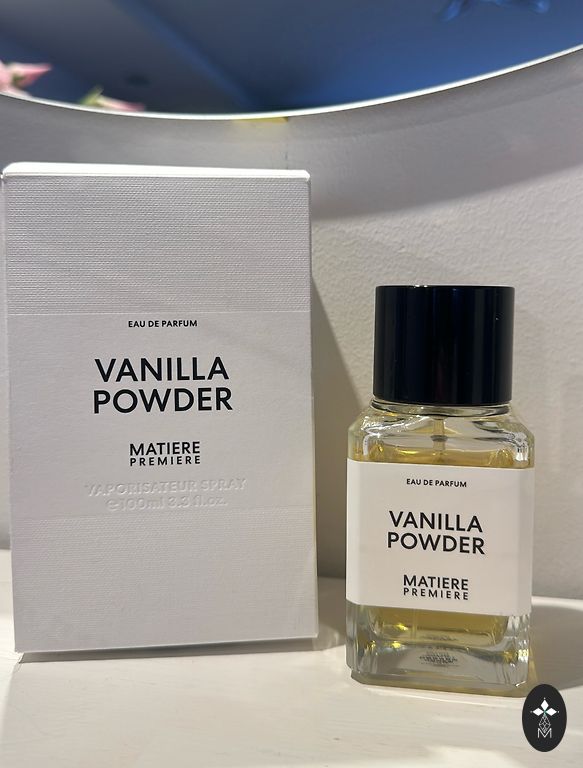 EAU DE PARFUM
VANILLA
POWDER
MATIERE
PREMIERE
VAPORISATEUR SPRAY
℮100ml 3.3 fl.oz.
EAU DE PARFUM
VANILLA
POWDER
MATIERE
PREMIERE
M